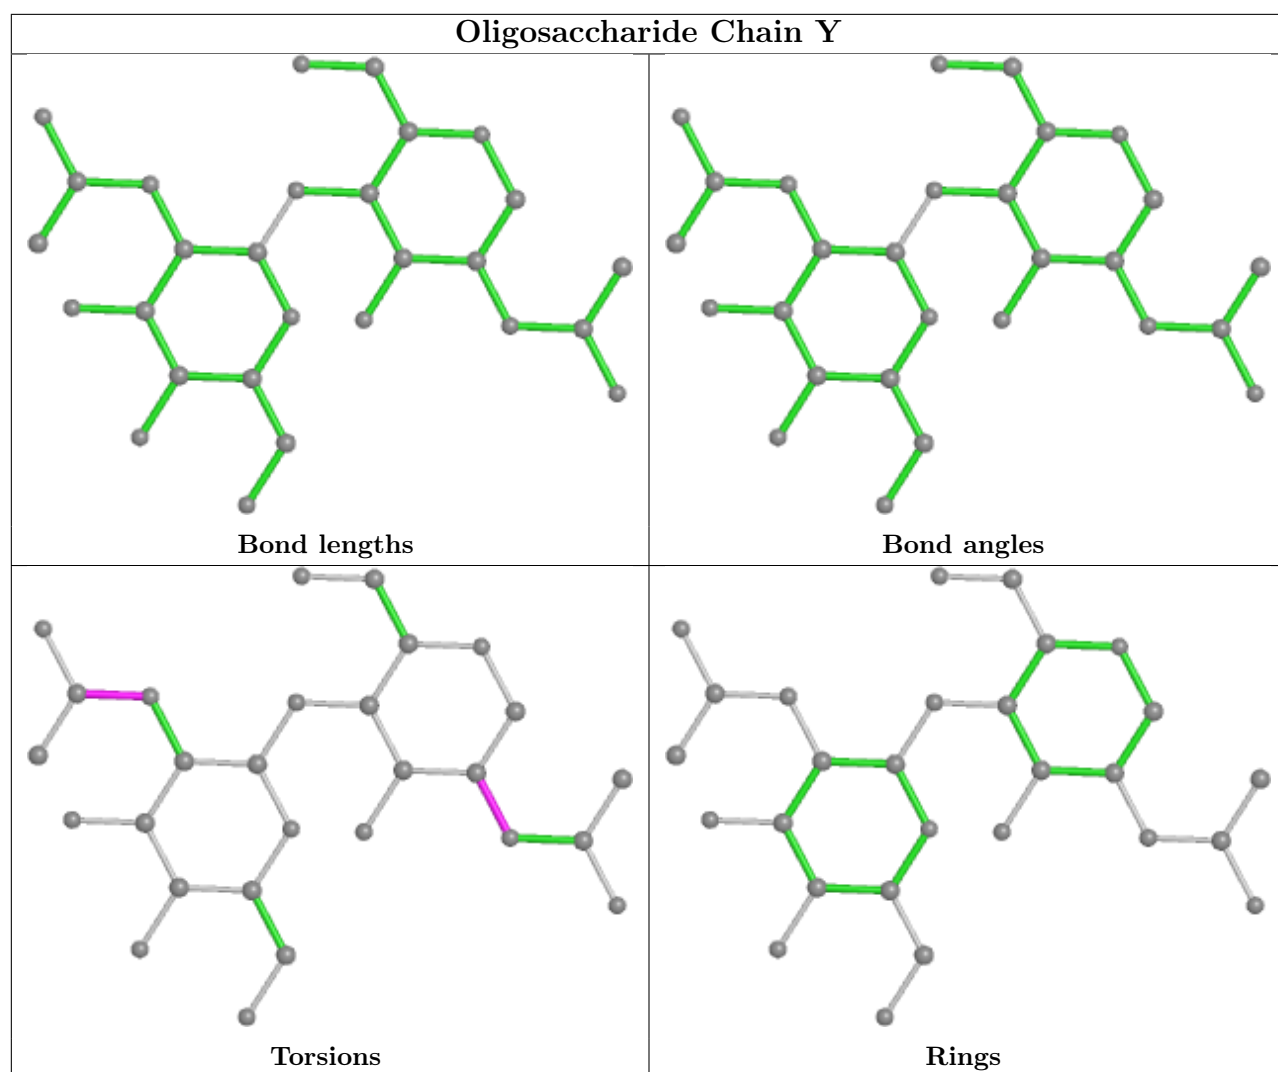 Oligosaccharide Chain Y
Bond lengths
Bond angles
Torsions
Rings